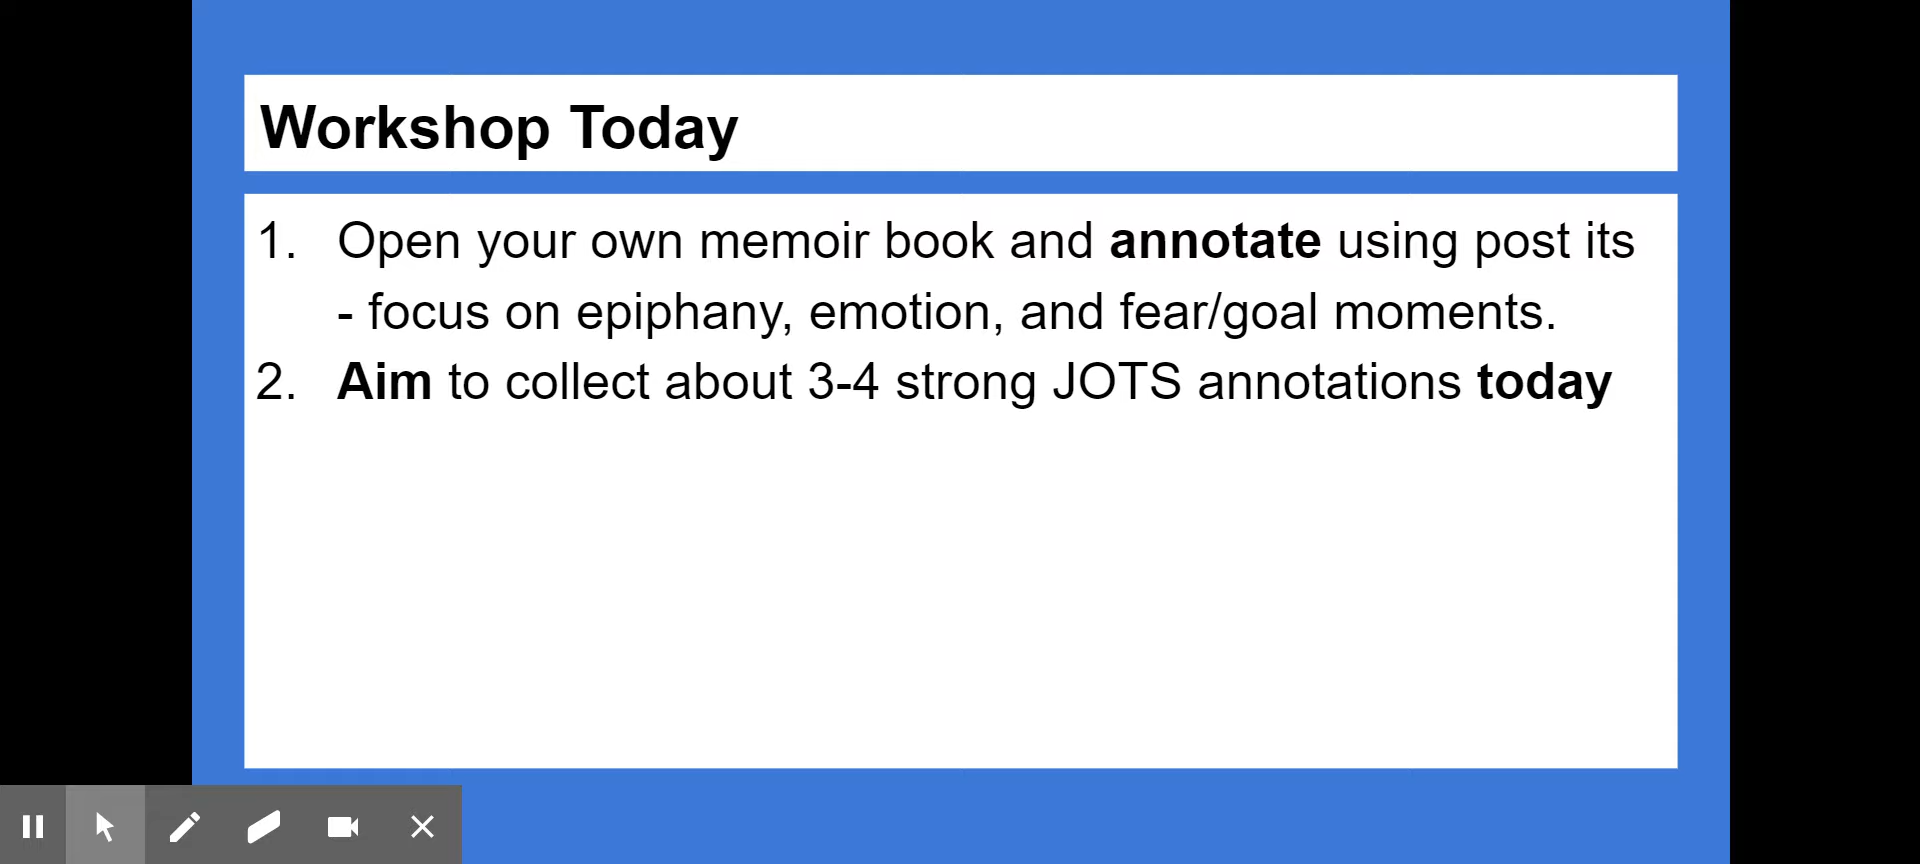 Workshop Today
1. Open your own memoir book and annotate using post its
- focus on epiphany, emotion, and fear/goal moments.
2. Aim to collect about 3-4 strong JOTS annotations today